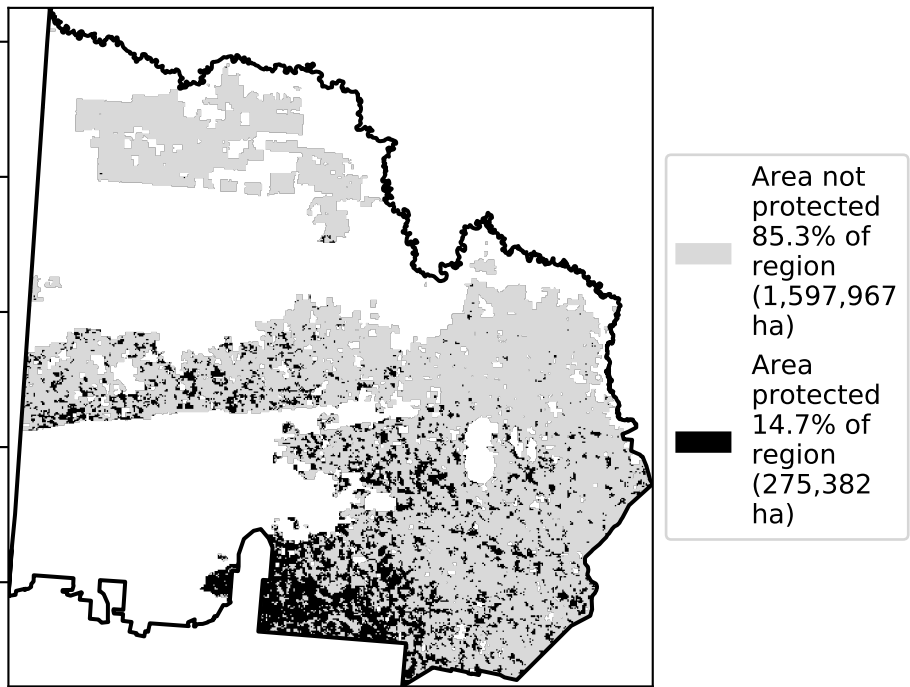 Area not
protected
85.3% of
region
(1,597,967
ha)
Area
protected
14.7% of
region
(275,382
ha)